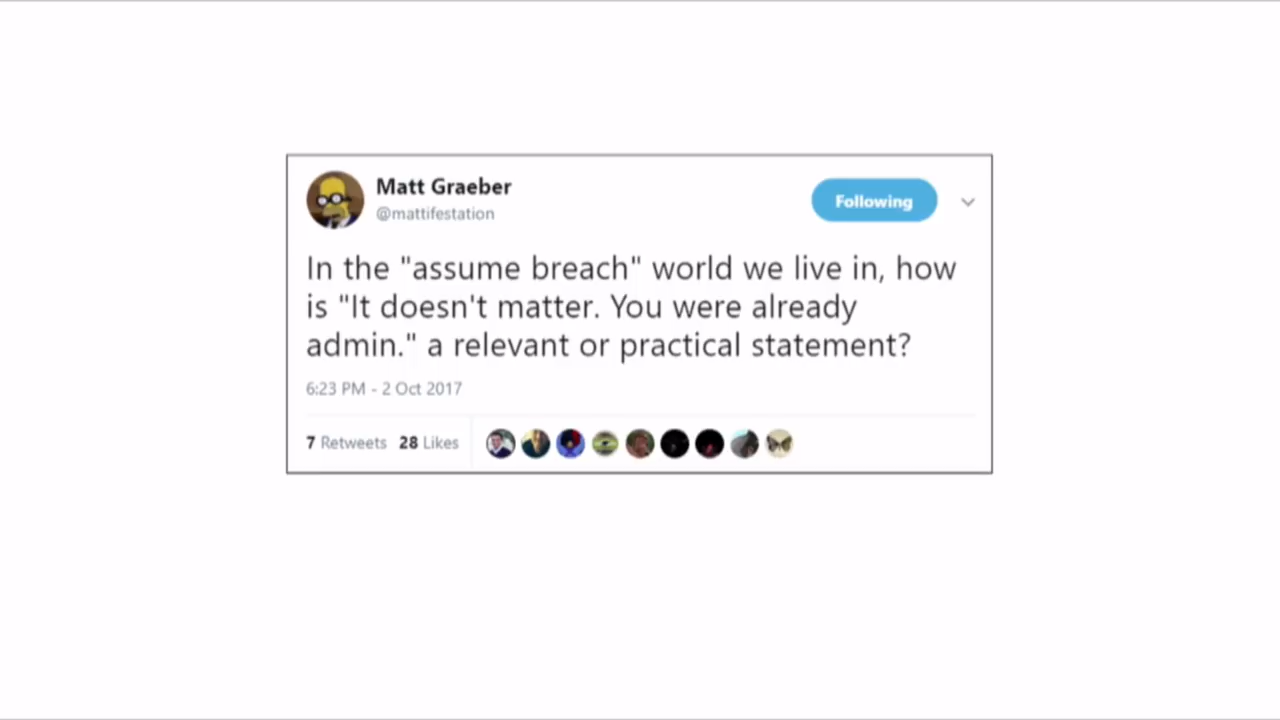 Matt Graeber
@mattifestation
Following
In the "assume breach" world we live in, how
is "It doesn't matter. You were already
admin." a relevant or practical statement?
6:23 PM - 2 Oct 2017
7 Retweets 28 Likes